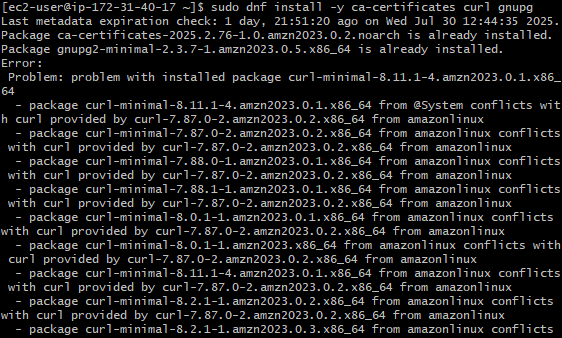 [ec2-user@ip-172-31-40-17 ~]$ sudo dnf install -y ca-certificates curl gnupg
Last metadata expiration check: 1 day, 21:51:20 ago on Wed Jul 30 12:44:35 2025.
Package ca-certificates-2025.2.76-1.0.amzn2023.0.2.noarch is already installed.
Package gnupg2-minimal-2.3.7-1.amzn2023.0.5.x86_64 is already installed.
Error:
 Problem: problem with installed package curl-minimal-8.11.1-4.amzn2023.0.1.x86_
64
  - package curl-minimal-8.11.1-4.amzn2023.0.1.x86_64 from @System conflicts wit
h curl provided by curl-7.87.0-2.amzn2023.0.2.x86_64 from amazonlinux
  - package curl-minimal-7.87.0-2.amzn2023.0.2.x86_64 from amazonlinux conflicts
 with curl provided by curl-7.87.0-2.amzn2023.0.2.x86_64 from amazonlinux
  - package curl-minimal-7.88.0-1.amzn2023.0.1.x86_64 from amazonlinux conflicts
 with curl provided by curl-7.87.0-2.amzn2023.0.2.x86_64 from amazonlinux
  - package curl-minimal-7.88.1-1.amzn2023.0.1.x86_64 from amazonlinux conflicts
 with curl provided by curl-7.87.0-2.amzn2023.0.2.x86_64 from amazonlinux
  - package curl-minimal-8.0.1-1.amzn2023.0.1.x86_64 from amazonlinux conflicts
with curl provided by curl-7.87.0-2.amzn2023.0.2.x86_64 from amazonlinux
  - package curl-minimal-8.0.1-1.amzn2023.x86_64 from amazonlinux conflicts with
 curl provided by curl-7.87.0-2.amzn2023.0.2.x86_64 from amazonlinux
  - package curl-minimal-8.11.1-4.amzn2023.0.1.x86_64 from amazonlinux conflicts
 with curl provided by curl-7.87.0-2.amzn2023.0.2.x86_64 from amazonlinux
  - package curl-minimal-8.2.1-1.amzn2023.0.2.x86_64 from amazonlinux conflicts
with curl provided by curl-7.87.0-2.amzn2023.0.2.x86_64 from amazonlinux
  - package curl-minimal-8.2.1-1.amzn2023.0.3.x86_64 from amazonlinux conflicts